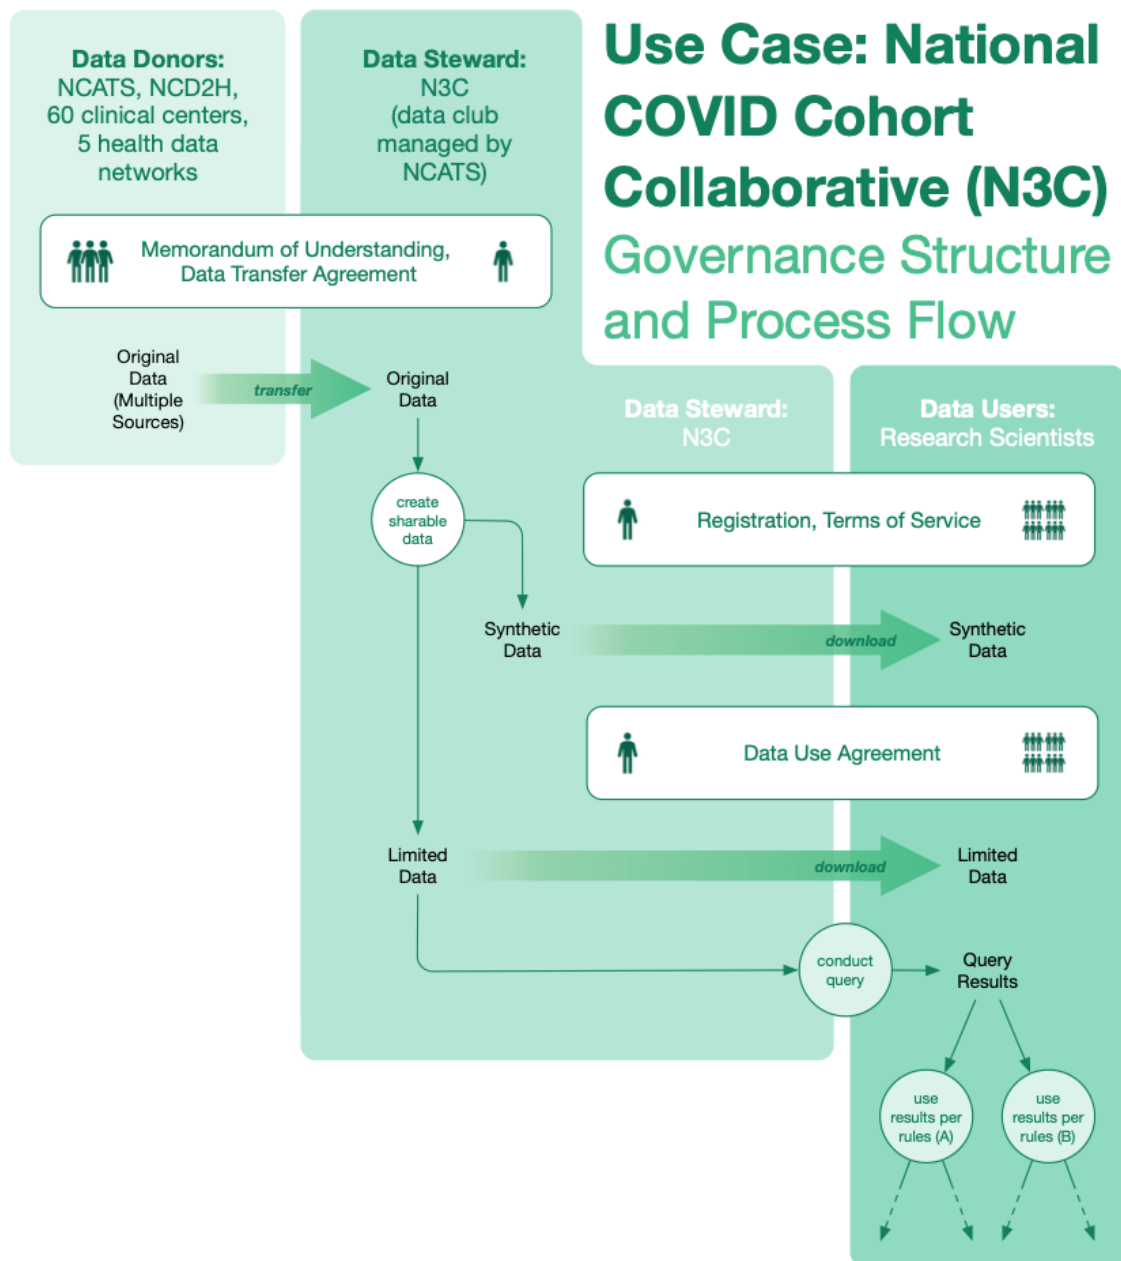 Use Case: National
COVID Cohort
Collaborative (N3C)
Governance Structure
and Process Flow
Data Donors:
NCATS, NCD2H,
60 clinical centers,
5 health data
networks
Data Steward:
N3C
(data club
managed by
NCATS)
Memorandum of Understanding,
Data Transfer Agreement
Original
Data
(Multiple
Sources)
transfer
Original
Data
Data Steward:
N3C
Data Users:
Research Scientists
create
sharable
data
Registration, Terms of Service
Synthetic
Data
download
Synthetic
Data
Data Use Agreement
Limited
Data
download
Limited
Data
conduct
query
Query
Results
use
results per
rules (A)
use
results per
rules (B)